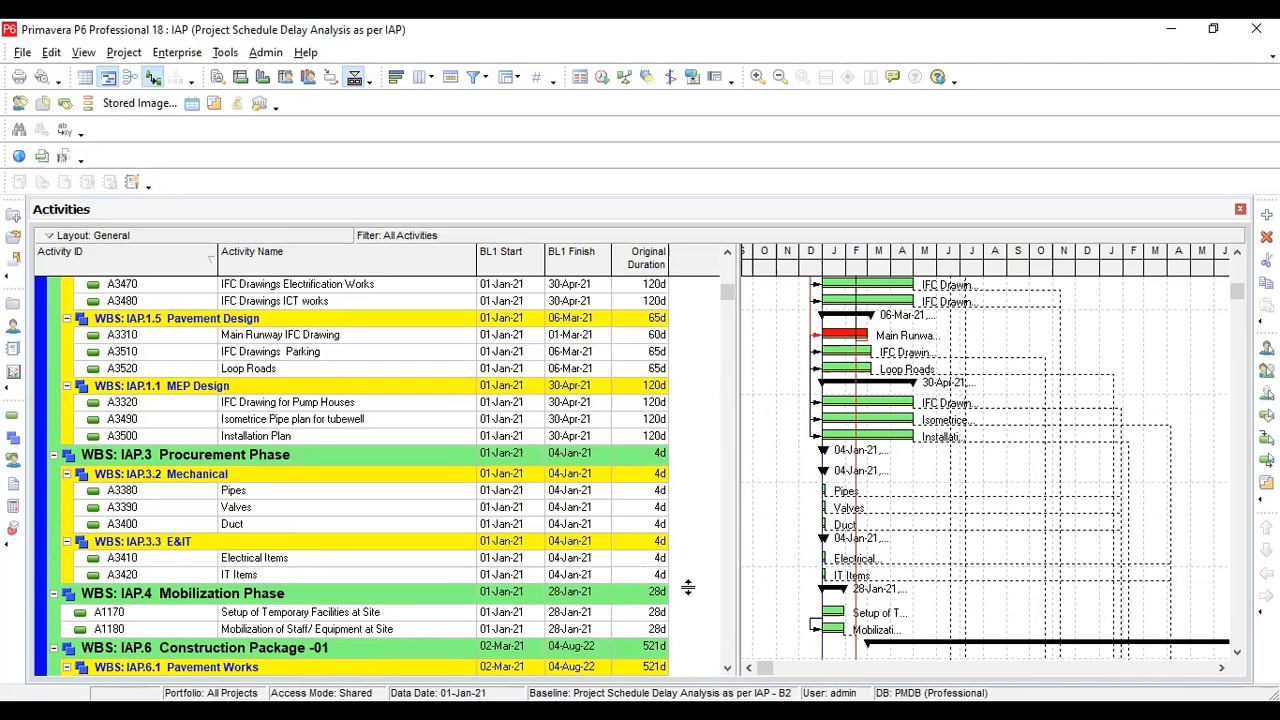 P6 Primavera P6 Professional 18 : IAP (Project Schedule Delay Analysis as per IAP)
File Edit View Project Enterprise Tools Admin Help
Stored Image...
Activities
Layout: General Filter: All Activities
Activity ID Activity Name BL1 Start BL1 Finish Original Duration O N D J F M A M J J A S O N D J F M A M J
A3470 IFC Drawings Electrification Works 01-Jan-21 30-Apr-21 120d IFC Drawn...
A3480 IFC Drawings ICT works 01-Jan-21 30-Apr-21 120d IFC Drawn...
WBS: IAP.1.5 Pavement Design 01-Jan-21 06-Mar-21 65d 06-Mar-21,...
A3310 Main Runway IFC Drawing 01-Jan-21 01-Mar-21 60d Main Runwa...
A3510 IFC Drawings Parking 01-Jan-21 06-Mar-21 65d IFC Drawin...
A3520 Loop Roads 01-Jan-21 06-Mar-21 65d Loop Roads
WBS: IAP.1.1 MEP Design 01-Jan-21 30-Apr-21 120d 30-Apr-21,...
A3320 IFC Drawing for Pump Houses 01-Jan-21 30-Apr-21 120d IFC Drawn...
A3490 Isometrice Pipe plan for tubewell 01-Jan-21 30-Apr-21 120d Isometrice...
A3500 Installation Plan 01-Jan-21 30-Apr-21 120d Installati...
WBS: IAP.3 Procurement Phase 01-Jan-21 04-Jan-21 4d 04-Jan-21,...
WBS: IAP.3.2 Mechanical 01-Jan-21 04-Jan-21 4d 04-Jan-21,...
A3380 Pipes 01-Jan-21 04-Jan-21 4d Pipes
A3390 Valves 01-Jan-21 04-Jan-21 4d Valves
A3400 Duct 01-Jan-21 04-Jan-21 4d Duct
WBS: IAP.3.3 E&IT 01-Jan-21 04-Jan-21 4d 04-Jan-21,...
A3410 Electrical Items 01-Jan-21 04-Jan-21 4d Electrical...
A3420 IT Items 01-Jan-21 04-Jan-21 4d IT Items
WBS: IAP.4 Mobilization Phase 01-Jan-21 28-Jan-21 28d 28-Jan-21,...
A1170 Setup of Temporary Facilities at Site 01-Jan-21 28-Jan-21 28d Setup of T...
A1180 Mobilization of Staff/ Equipment at Site 01-Jan-21 28-Jan-21 28d Mobilizati...
WBS: IAP.6 Construction Package -01 02-Mar-21 04-Aug-22 521d
WBS: IAP.6.1 Pavement Works 02-Mar-21 04-Aug-22 521d
Portfolio: All Projects Access Mode: Shared Data Date: 01-Jan-21 Baseline: Project Schedule Delay Analysis as per IAP - B2 User: admin DB: PMDB (Professional)